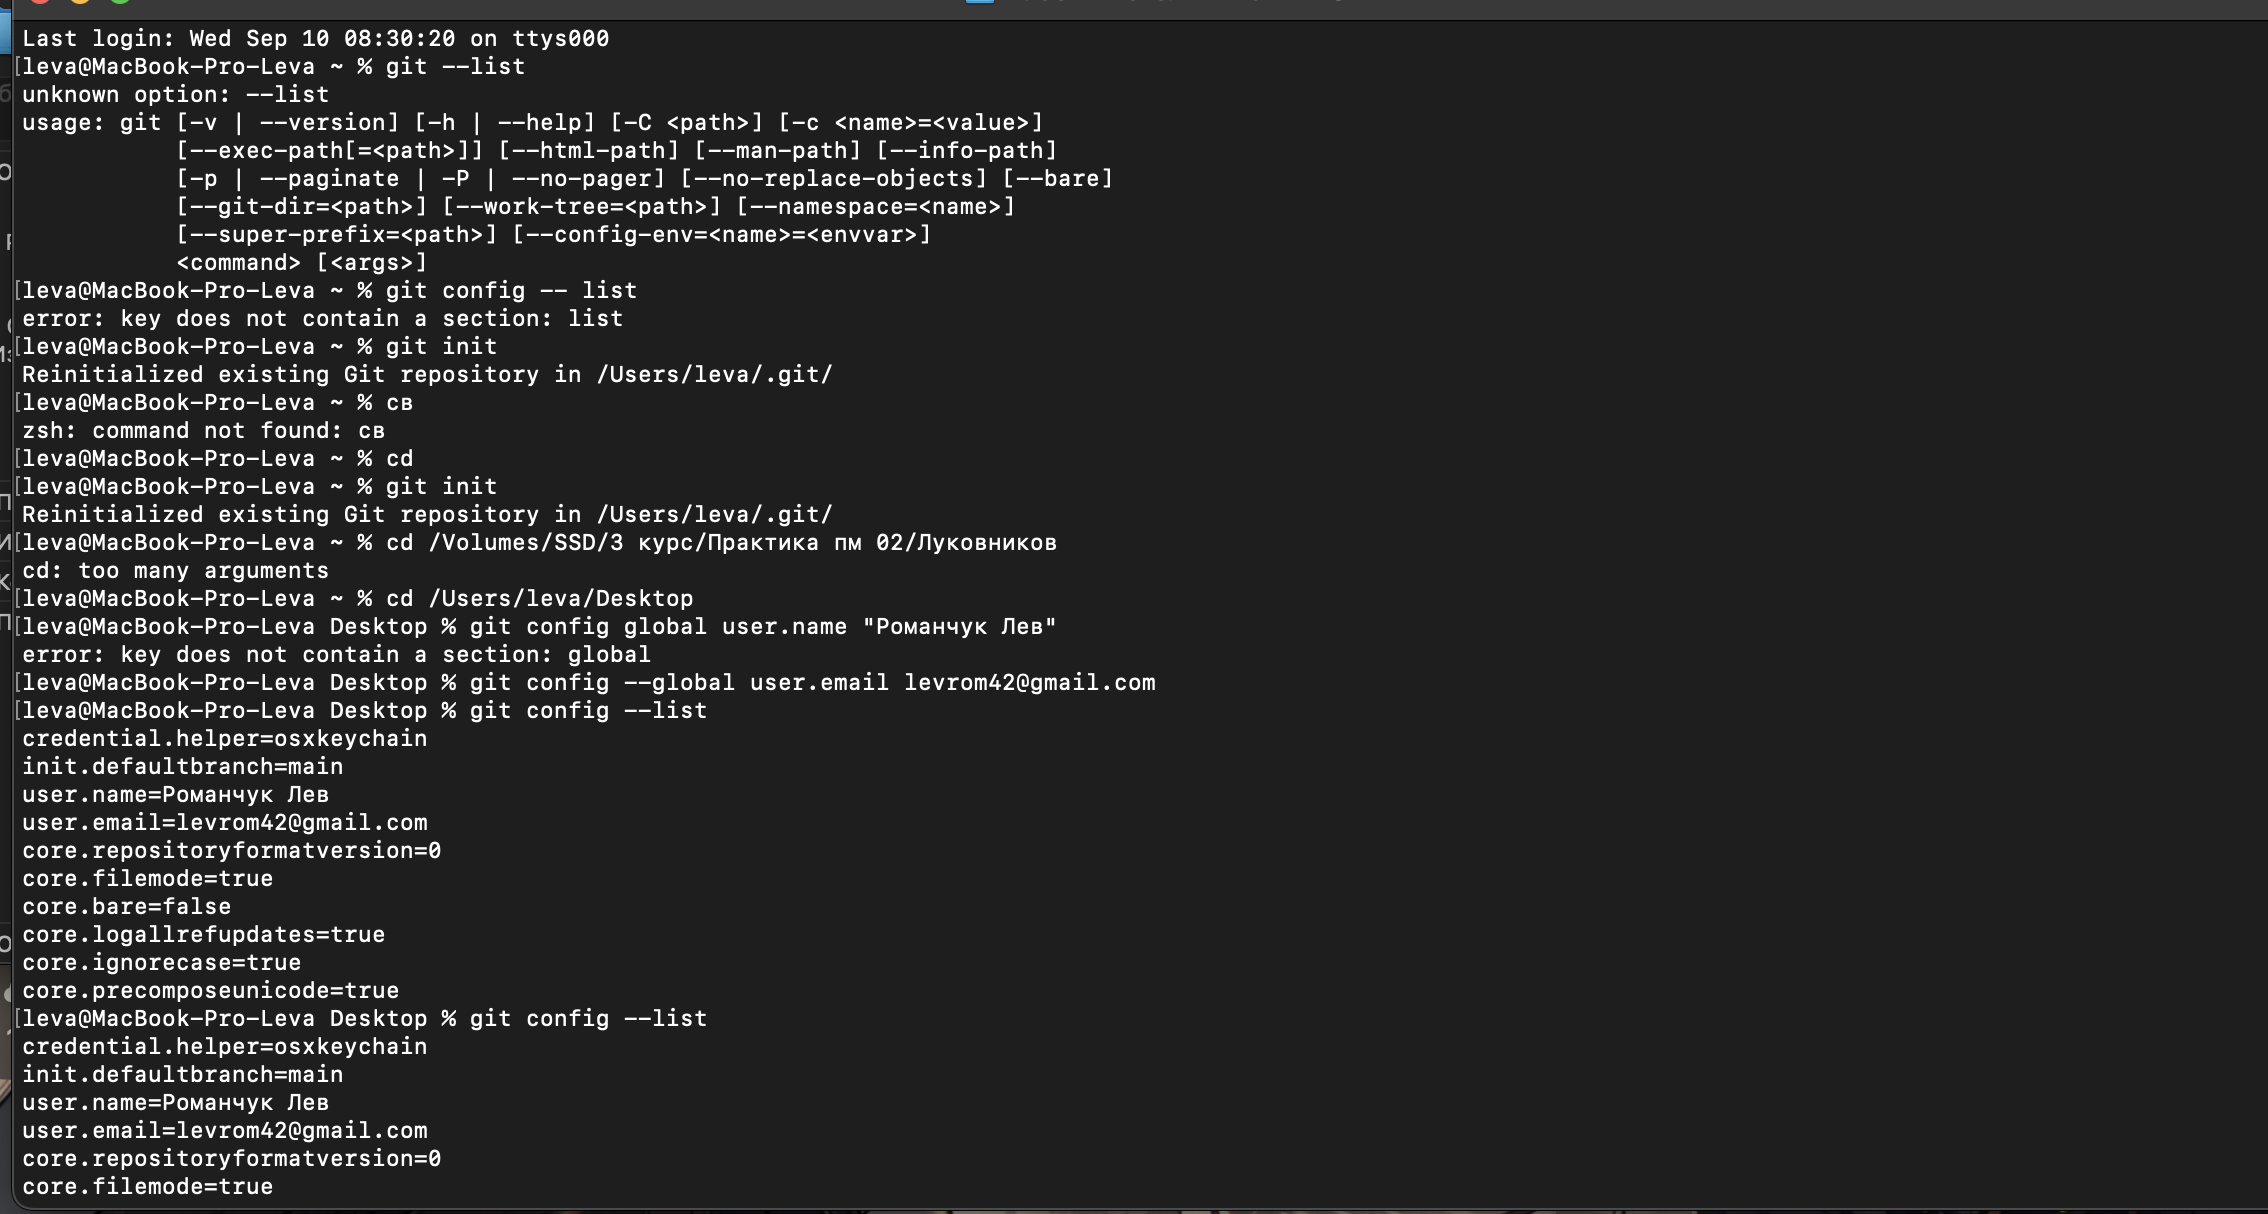 Last login: Wed Sep 10 08:30:20 on ttys000
[leva@MacBook-Pro-Leva ~ % git --list
unknown option: --list
usage: git [-v | --version] [-h | --help] [-C <path>] [-c <name>=<value>]
           [--exec-path[=<path>]] [--html-path] [--man-path] [--info-path]
           [-p | --paginate | -P | --no-pager] [--no-replace-objects] [--bare]
           [--git-dir=<path>] [--work-tree=<path>] [--namespace=<name>]
           [--super-prefix=<path>] [--config-env=<name>=<envvar>]
           <command> [<args>]
[leva@MacBook-Pro-Leva ~ % git config -- list
error: key does not contain a section: list
[leva@MacBook-Pro-Leva ~ % git init
Reinitialized existing Git repository in /Users/leva/.git/
[leva@MacBook-Pro-Leva ~ % св
zsh: command not found: св
[leva@MacBook-Pro-Leva ~ % cd
[leva@MacBook-Pro-Leva ~ % git init
Reinitialized existing Git repository in /Users/leva/.git/
[leva@MacBook-Pro-Leva ~ % cd /Volumes/SSD/3 курс/Практика пм 02/Луковников
cd: too many arguments
[leva@MacBook-Pro-Leva ~ % cd /Users/leva/Desktop
[leva@MacBook-Pro-Leva Desktop % git config global user.name "Романчук Лев"
error: key does not contain a section: global
[leva@MacBook-Pro-Leva Desktop % git config --global user.email levrom42@gmail.com
[leva@MacBook-Pro-Leva Desktop % git config --list
credential.helper=osxkeychain
init.defaultbranch=main
user.name=Романчук Лев
user.email=levrom42@gmail.com
core.repositoryformatversion=0
core.filemode=true
core.bare=false
core.logallrefupdates=true
core.ignorecase=true
core.precomposeunicode=true
[leva@MacBook-Pro-Leva Desktop % git config --list
credential.helper=osxkeychain
init.defaultbranch=main
user.name=Романчук Лев
user.email=levrom42@gmail.com
core.repositoryformatversion=0
core.filemode=true